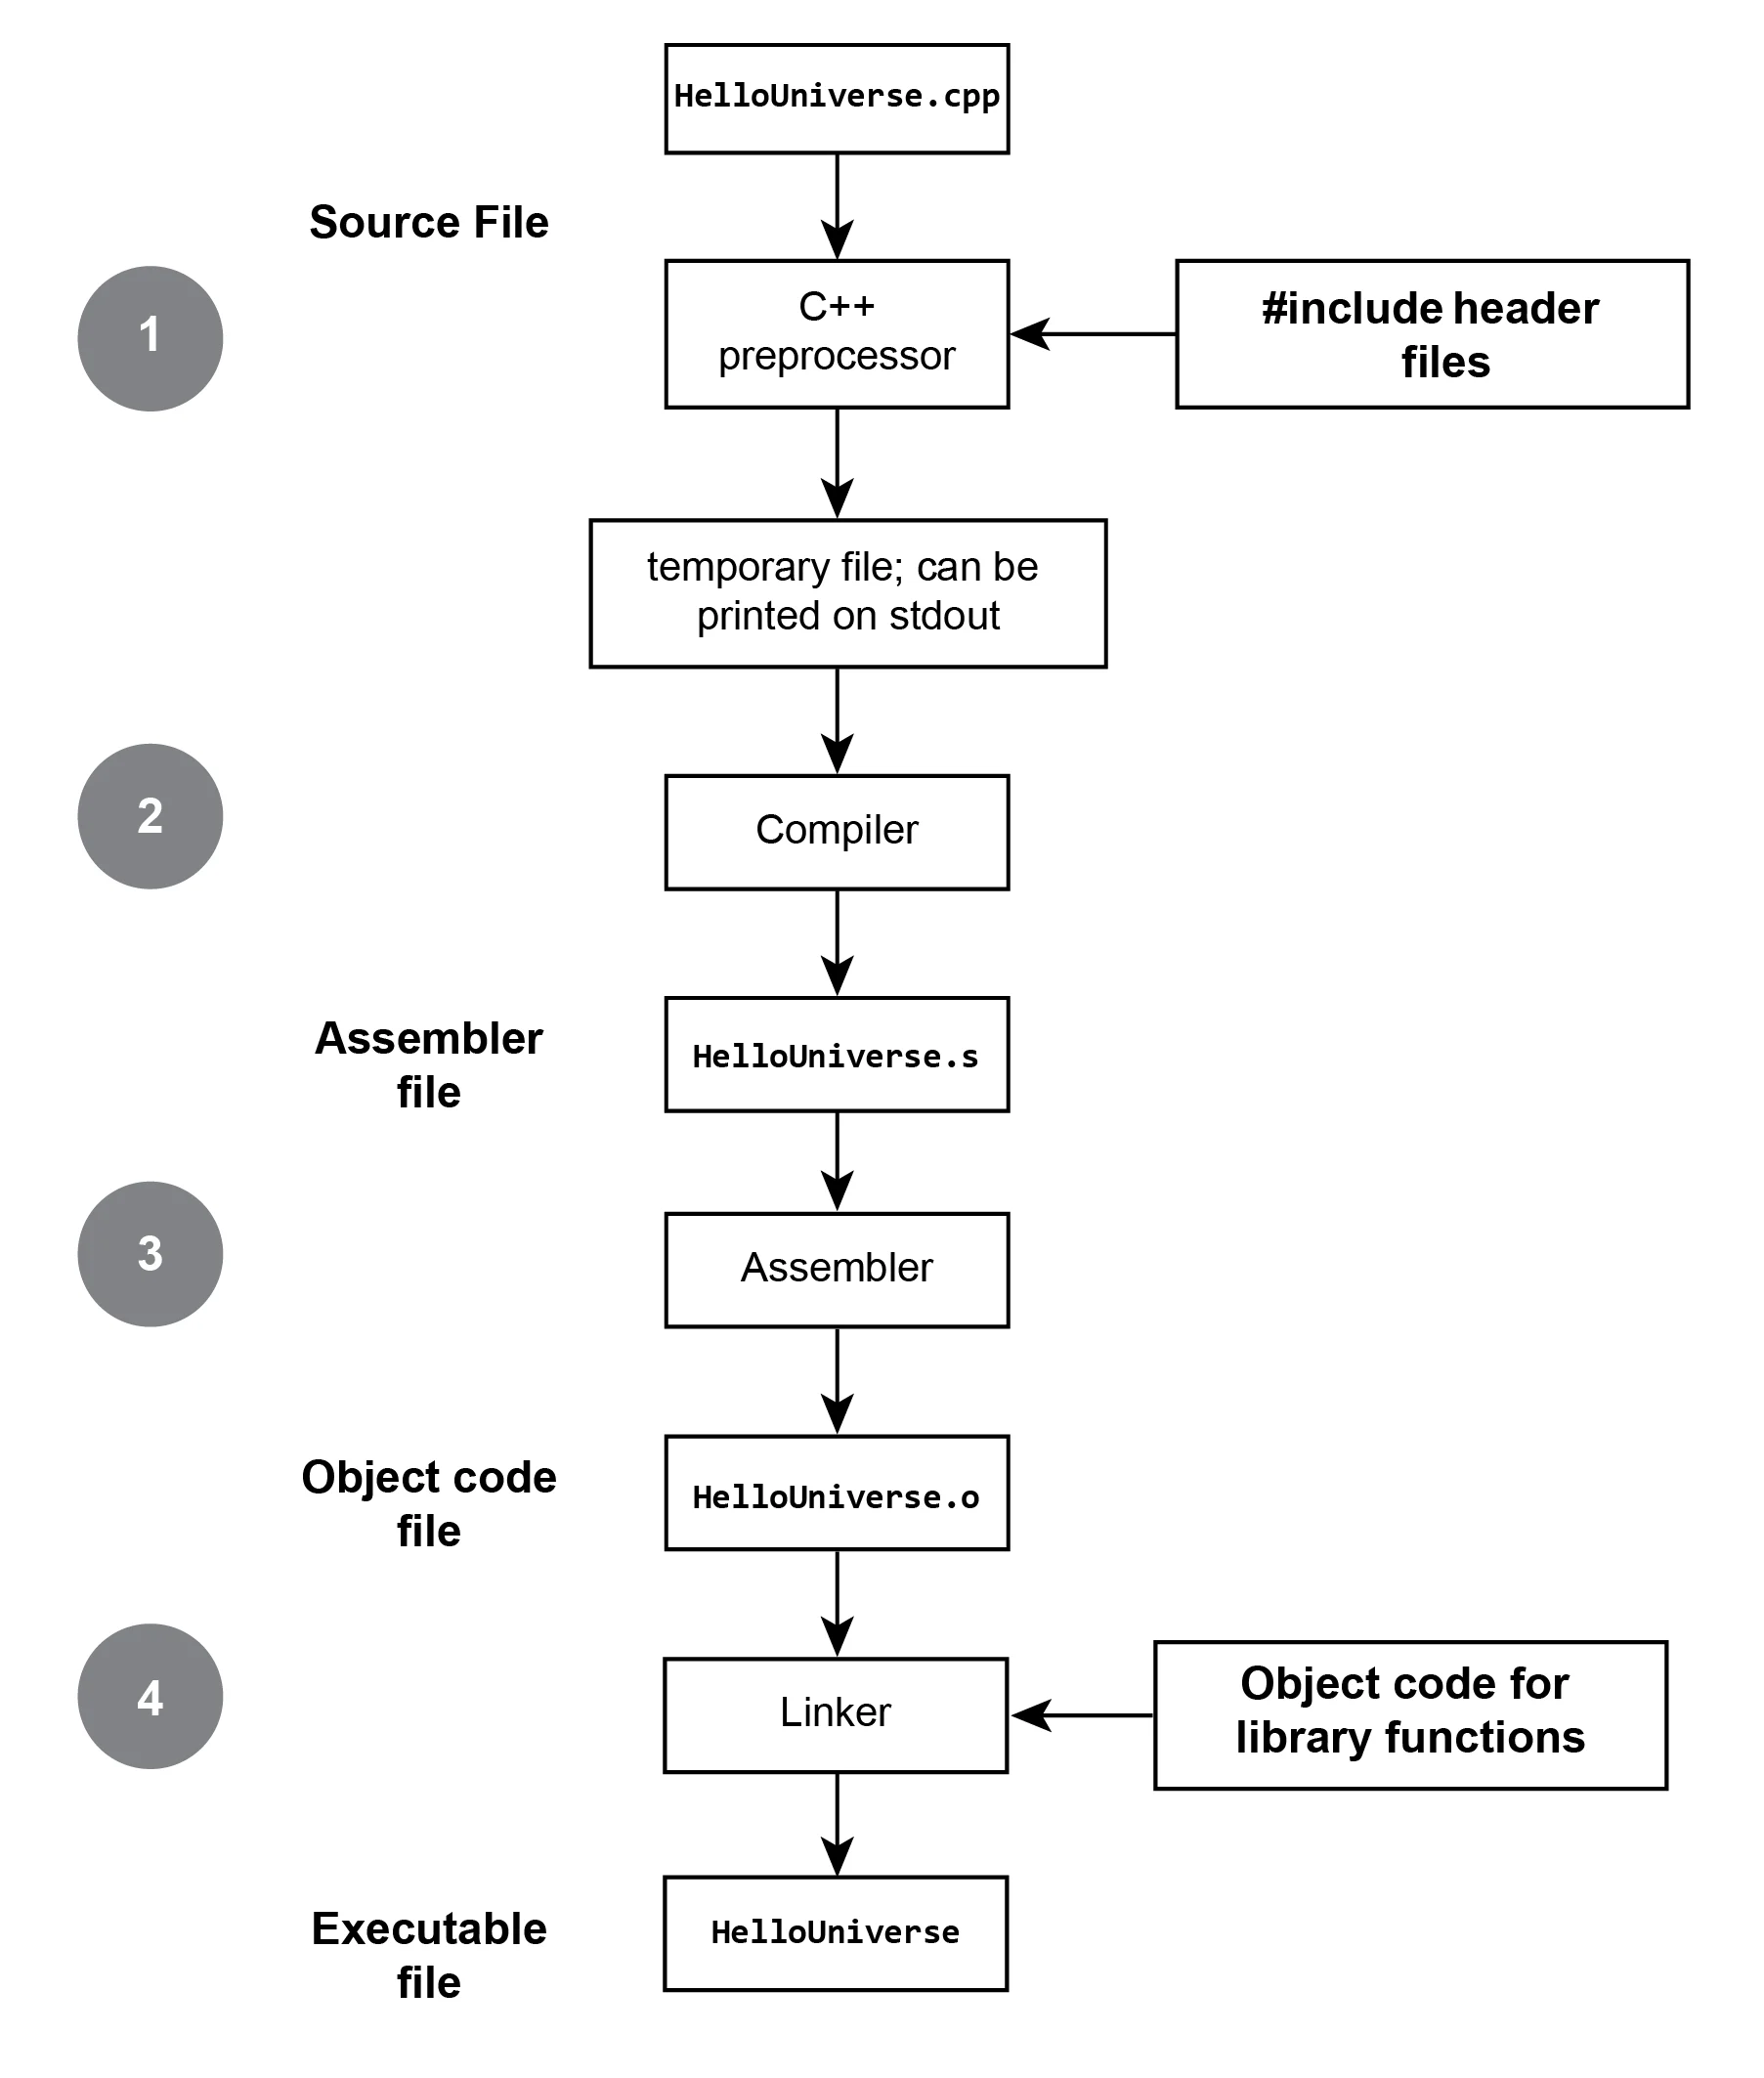 HelloUniverse.cpp
Source File
1
C++
preprocessor
#include header
files
temporary file; can be
printed on stdout
2
Compiler
Assembler
file
HelloUniverse.s
3
Assembler
Object code
file
HelloUniverse.o
4
Linker
Object code for
library functions
Executable
file
HelloUniverse